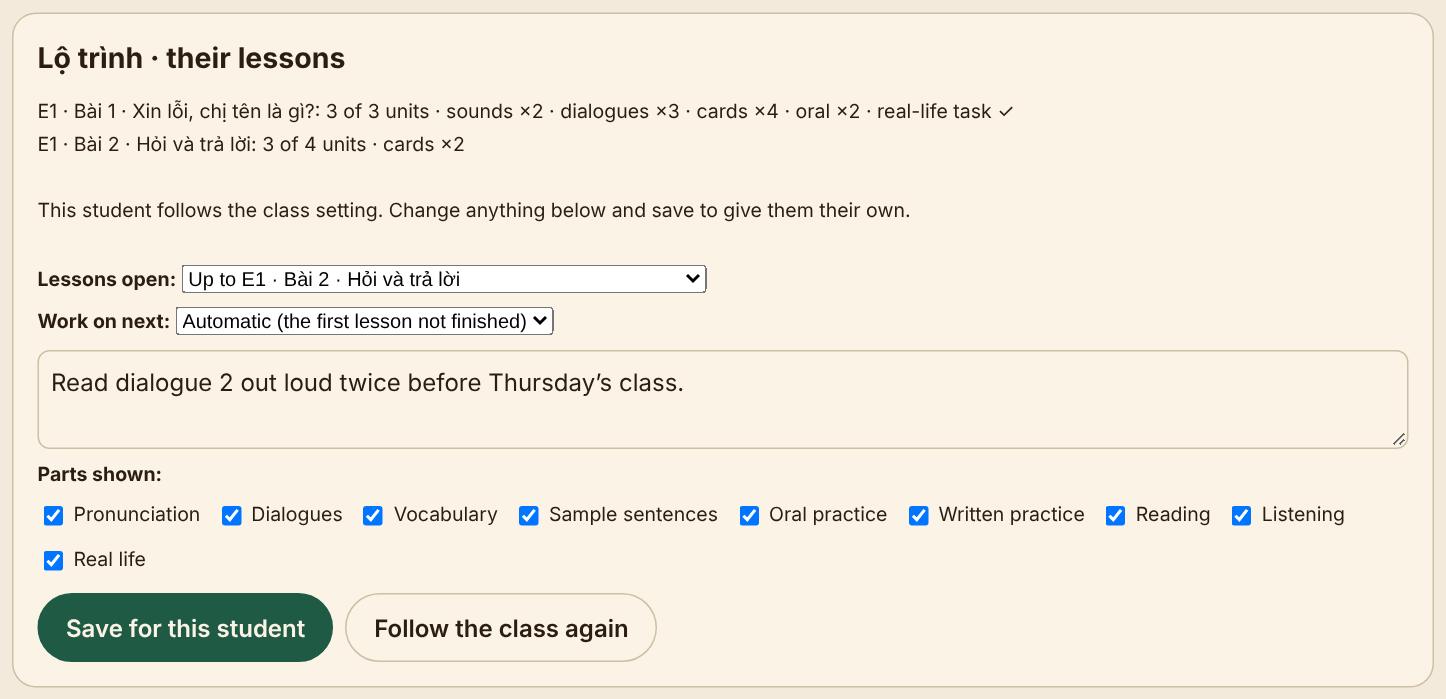 Lộ trình · their lessons
E1 · Bài 1 · Xin lỗi, chị tên là gì?: 3 of 3 units · sounds ×2 · dialogues ×3 · cards ×4 · oral ×2 · real-life task ✓
E1 · Bài 2 · Hỏi và trả lời: 3 of 4 units · cards ×2
This student follows the class setting. Change anything below and save to give them their own.
Lessons open: Up to E1 · Bài 2 · Hỏi và trả lời
Work on next: Automatic (the first lesson not finished)
Read dialogue 2 out loud twice before Thursday’s class.
Parts shown:
Pronunciation Dialogues Vocabulary Sample sentences Oral practice Written practice Reading Listening
Real life
Save for this student Follow the class again